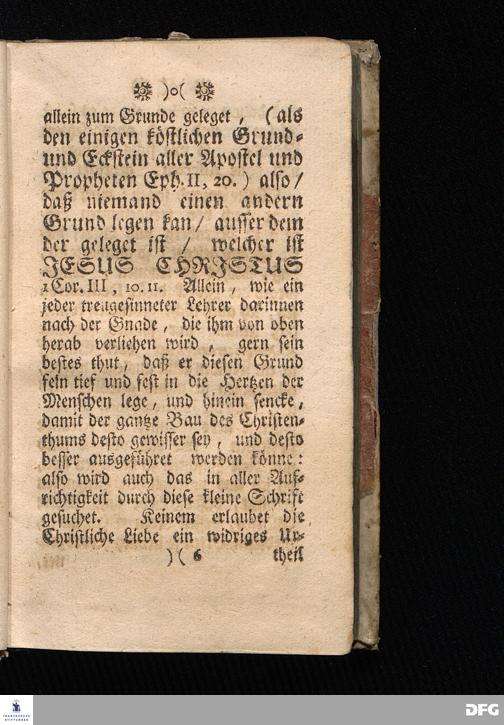 )o(
allein zum Grunde geleget, (als
den einigen köstlichen Grund-
und Eckstein aller Apostel und
Propheten Eph. II, 20.) also/
daß niemand einen andern
Grund legen kan/ ausser dem
der geleget ist / welcher ist
JESUS CHRISTUS
1 Cor. III, 10. 11. Allein, wie ein
jeder treugesinneter Lehrer darinnen
nach der Gnade, die ihm von oben
herab verliehen wird, gern sein
bestes thut, daß er diesen Grund
fein tief und fest in die Hertzen der
Menschen lege, und hinein sencke,
damit der gantze Bau des Christen-
thums desto gewisser sey, und desto
besser ausgeführet werden könne:
also wird auch das in aller Auf-
richtigkeit durch diese kleine Schrift
gesuchet. Keinem erlaubet die
Christliche Liebe ein widriges Ur-
)( 6 theil
FRANCKESCHE
STIFTUNGEN
DFG